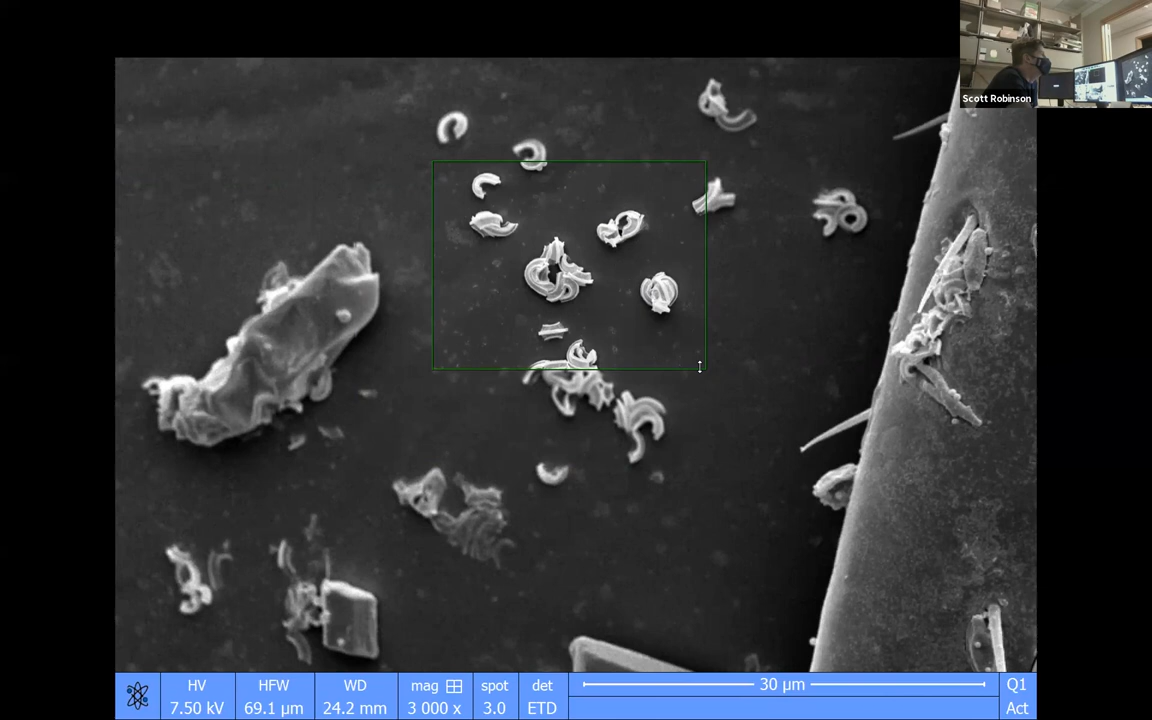 Scott Robinson
HV HFW WD mag spot det 30 µm Q1
7.50 kV 69.1 µm 24.2 mm 3 000 x 3.0 ETD Act